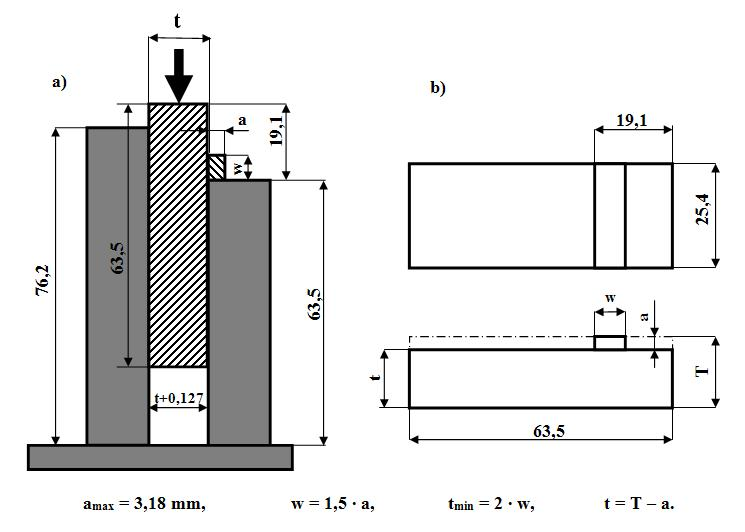 t
a)
b)
a
19,1
w
63,5
76,2
63,5
t+0,127
19,1
25,4
w
a
t
T
63,5
amax = 3,18 mm, w = 1,5 · a, tmin = 2 · w, t = T – a.